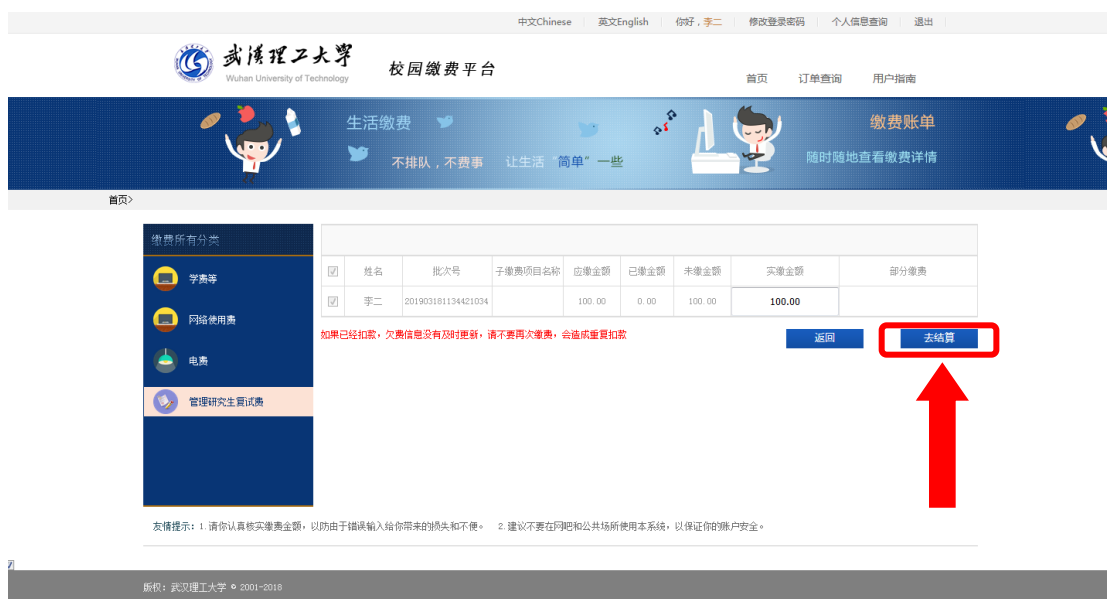 中文Chinese 英文English 你好，李二 修改登录密码 个人信息查询 退出
武汉理工大学
Wuhan University of Technology
校园缴费平台
首页 订单查询 用户指南
生活缴费
不排队，不费事 让生活“简单”一些
缴费账单
随时随地查看缴费详情
首页>
缴费所有分类
学费等
网络使用费
电费
管理研究生复试费
姓名 批次号 子缴费项目名称 应缴金额 已缴金额 未缴金额 实缴金额 部分缴费
李二 201903181134421034 100.00 0.00 100.00 100.00
如果已经扣款，欠费信息没有及时更新，请不要再次缴费，会造成重复扣款
返回 去结算
友情提示：1.请你认真核实缴费金额，以防由于错误输入给你带来的损失和不便。 2.建议不要在网吧和公共场所使用本系统，以保证你的账户安全。
版权：武汉理工大学 © 2001-2018